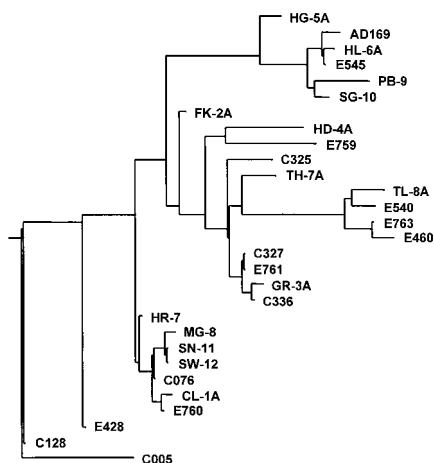 HG-5A
AD169
HL-6A
E545
PB-9
SG-10
FK-2A
HD-4A
E759
C325
TH-7A
TL-8A
E540
E763
E460
C327
E761
GR-3A
C336
HR-7
MG-8
SN-11
SW-12
C076
CL-1A
E760
E428
C128
C005